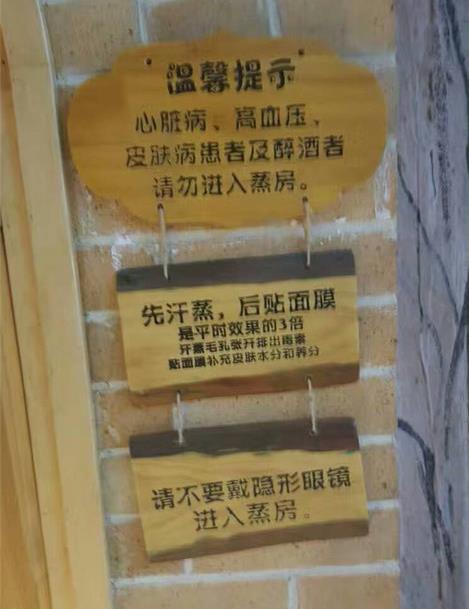 温馨提示
心脏病、高血压、
皮肤病患者及醉酒者
请勿进入蒸房。
先汗蒸，后贴面膜
是平时效果的3倍
汗蒸毛孔张开排出毒素
贴面膜补充皮肤水分和养分
请不要戴隐形眼镜
进入蒸房。